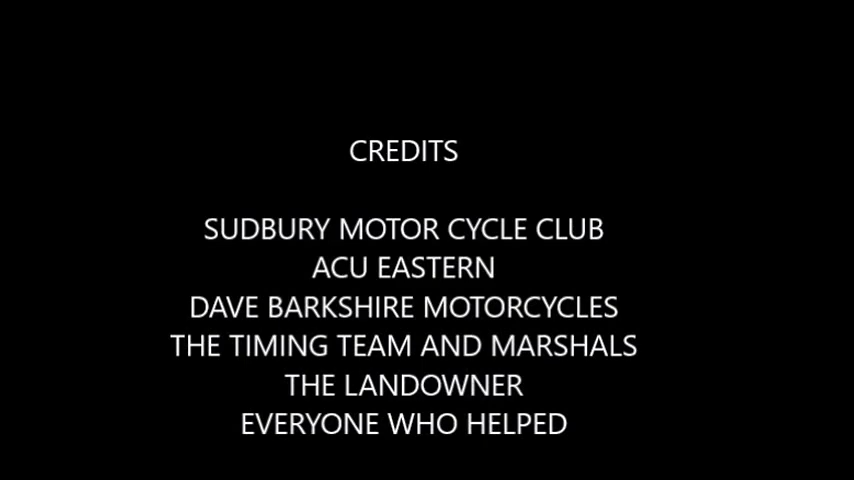 CREDITS
SUDBURY MOTOR CYCLE CLUB
ACU EASTERN
DAVE BARKSHIRE MOTORCYCLES
THE TIMING TEAM AND MARSHALS
THE LANDOWNER
EVERYONE WHO HELPED